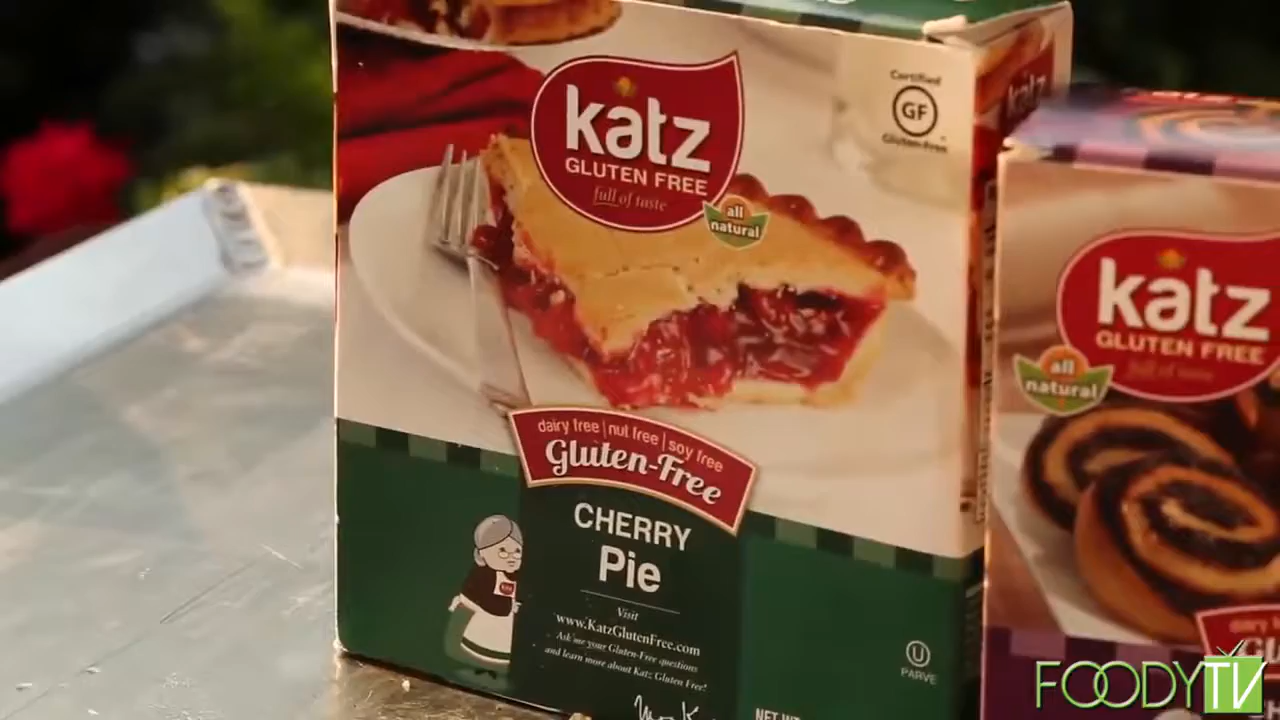 katz
GLUTEN FREE
full of taste
all
natural
Certified
GF
Gluten-Free
dairy free | nut free | soy free
Gluten-Free
CHERRY
Pie
Visit
www.KatzGlutenFree.com
Ask me your Gluten-Free questions
and learn more about Katz Gluten Free!
U
PARVE
NET WT
katz
katz
GLUTEN FREE
full of taste
all
natural
dairy
FOODYTV